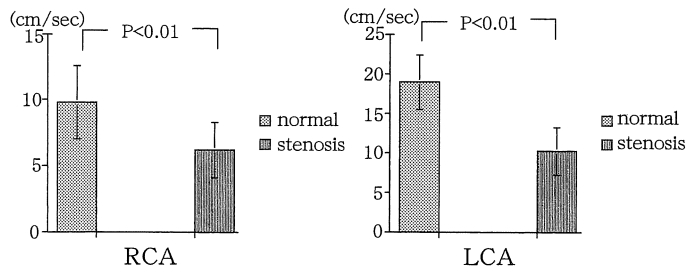 (cm/sec)
15
10
5
0
P<0.01
normal
stenosis
RCA
(cm/sec)
25
20
15
10
5
0
P<0.01
normal
stenosis
LCA